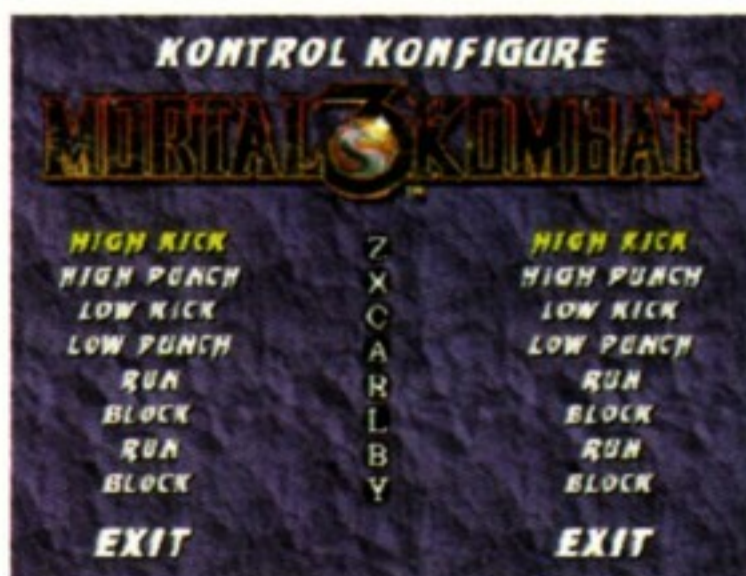 KONTROL KONFIGURE
MORTAL 3 KOMBAT
HIGH KICK Z HIGH KICK
HIGH PUNCH X HIGH PUNCH
LOW KICK C LOW KICK
LOW PUNCH A LOW PUNCH
RUN R RUN
BLOCK L BLOCK
RUN B RUN
BLOCK Y BLOCK
EXIT EXIT